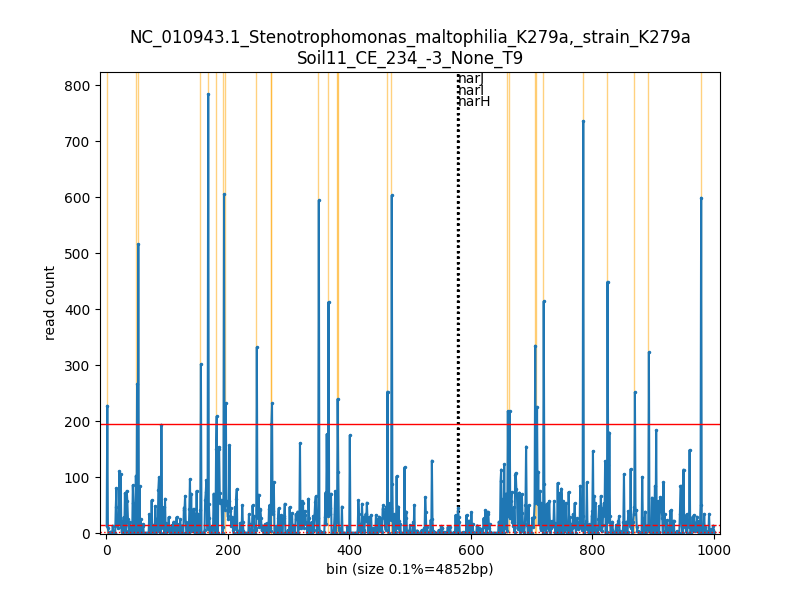 NC_010943.1_Stenotrophomonas_maltophilia_K279a,_strain_K279a
Soil11_CE_234_-3_None_T9
narJ
narI
narH
800
700
600
500
400
300
200
100
0
read count
0 200 400 600 800 1000
bin (size 0.1%=4852bp)